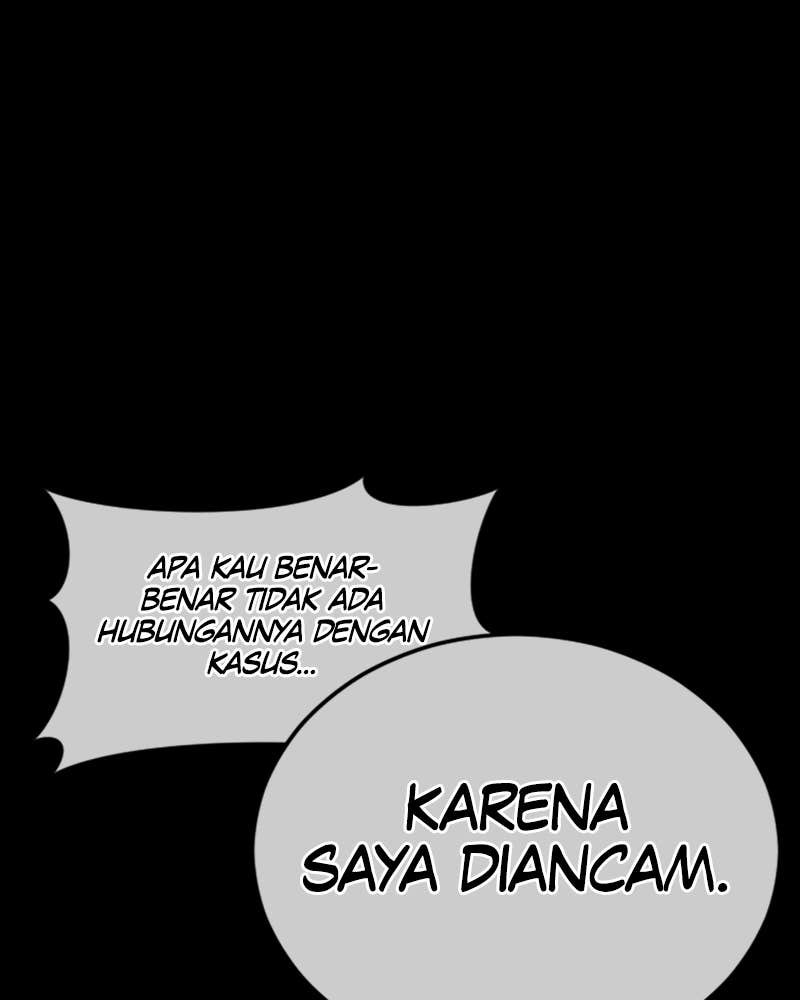 APA KAU BENAR-
BENAR TIDAK ADA
HUBUNGANNYA DENGAN
KASUS...
KARENA
SAYA DIANCAM.